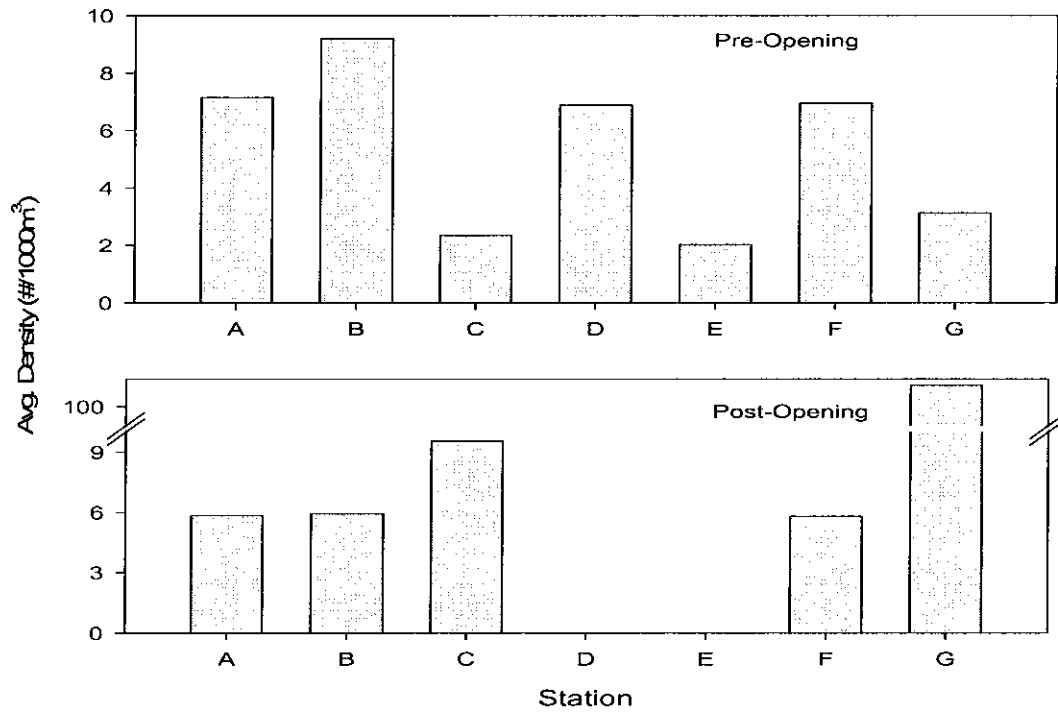 10
Pre-Opening
8
6
4
2
0
A B C D E F G
Avg. Density (#/1000m³)
100
Post-Opening
9
6
3
0
A B C D E F G
Station